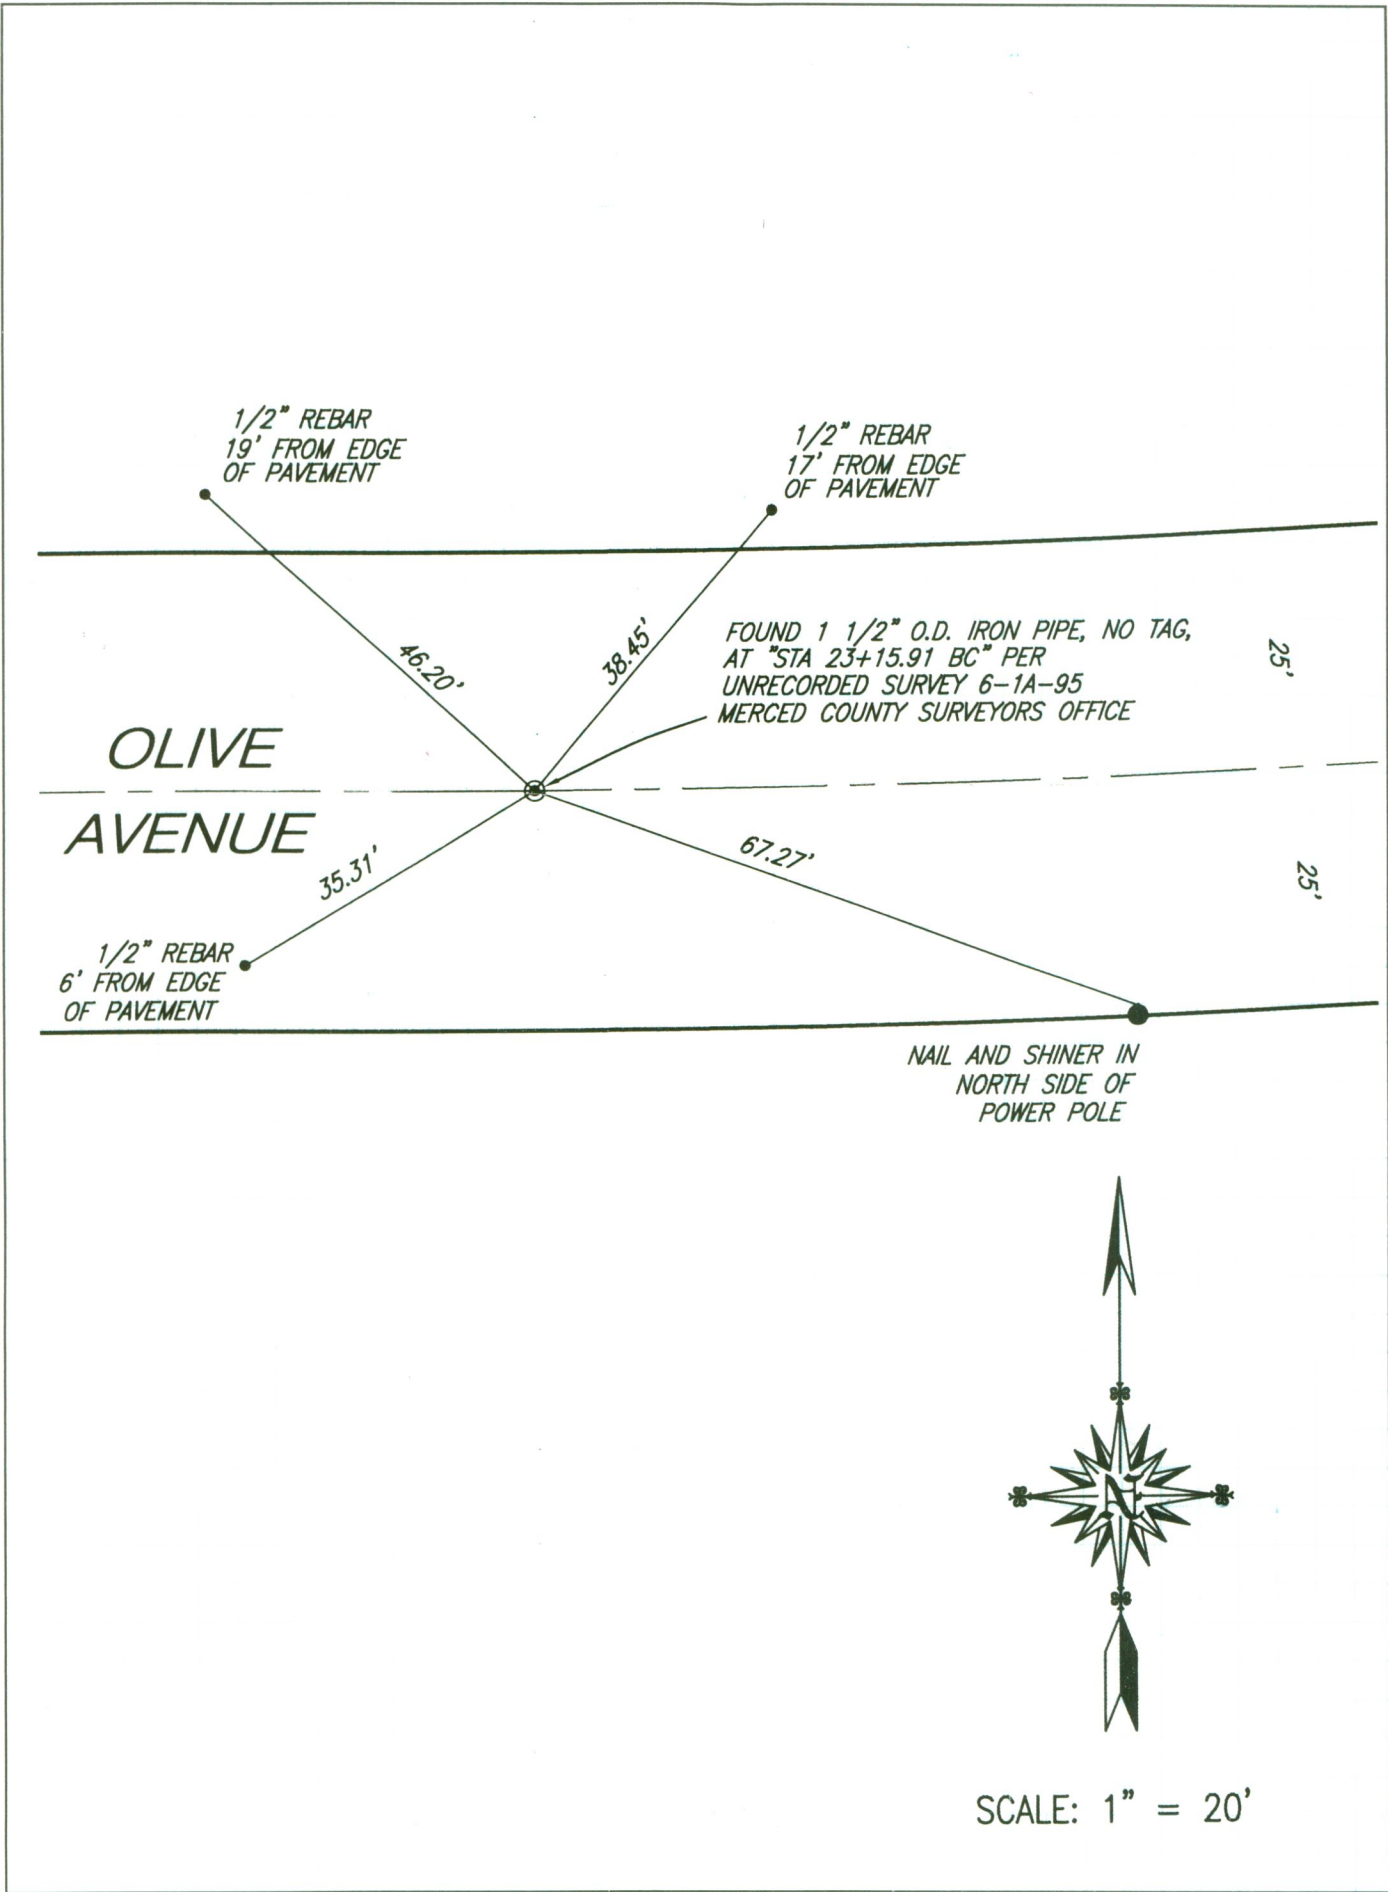 1/2" REBAR
19' FROM EDGE
OF PAVEMENT
1/2" REBAR
17' FROM EDGE
OF PAVEMENT
46.20'
38.45'
FOUND 1 1/2" O.D. IRON PIPE, NO TAG,
AT "STA 23+15.91 BC" PER
UNRECORDED SURVEY 6-1A-95
MERCED COUNTY SURVEYORS OFFICE
25'
OLIVE
AVENUE
35.31'
67.27'
25'
1/2" REBAR
6' FROM EDGE
OF PAVEMENT
NAIL AND SHINER IN
NORTH SIDE OF
POWER POLE
N
SCALE: 1" = 20'